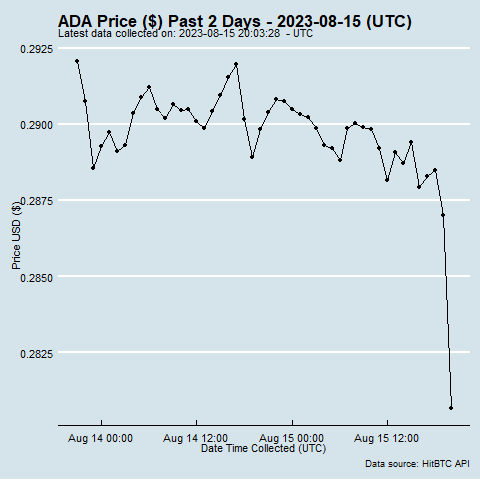 ADA Price ($) Past 2 Days - 2023-08-15 (UTC)
Latest data collected on: 2023-08-15 20:03:28  - UTC
0.2925
0.2900
0.2875
0.2850
0.2825
Price USD ($)
Aug 14 00:00
Aug 14 12:00
Aug 15 00:00
Aug 15 12:00
Date Time Collected (UTC)
Data source: HitBTC API